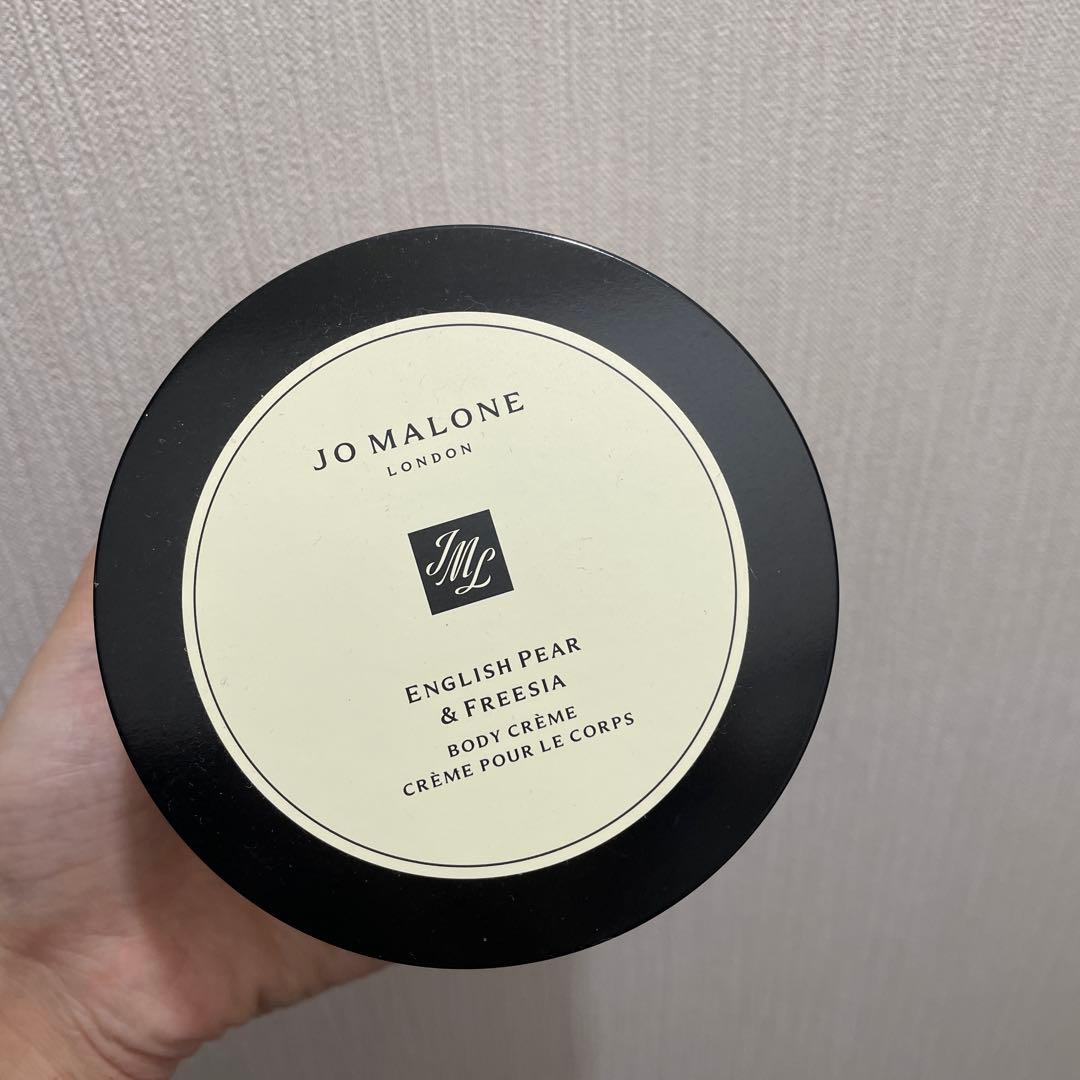 JO MALONE
LONDON
JML
ENGLISH PEAR
& FREESIA
BODY CRÈME
CRÈME POUR LE CORPS